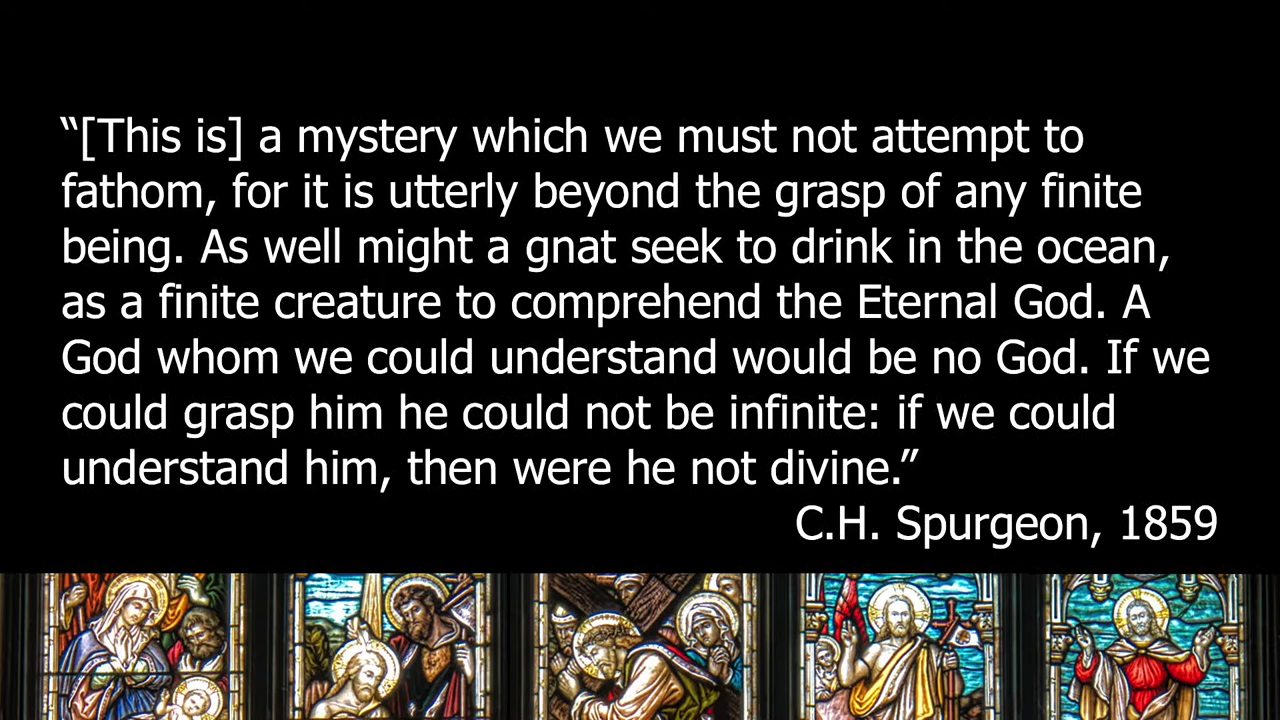 “[This is] a mystery which we must not attempt to
fathom, for it is utterly beyond the grasp of any finite
being. As well might a gnat seek to drink in the ocean,
as a finite creature to comprehend the Eternal God. A
God whom we could understand would be no God. If we
could grasp him he could not be infinite: if we could
understand him, then were he not divine.”
C.H. Spurgeon, 1859